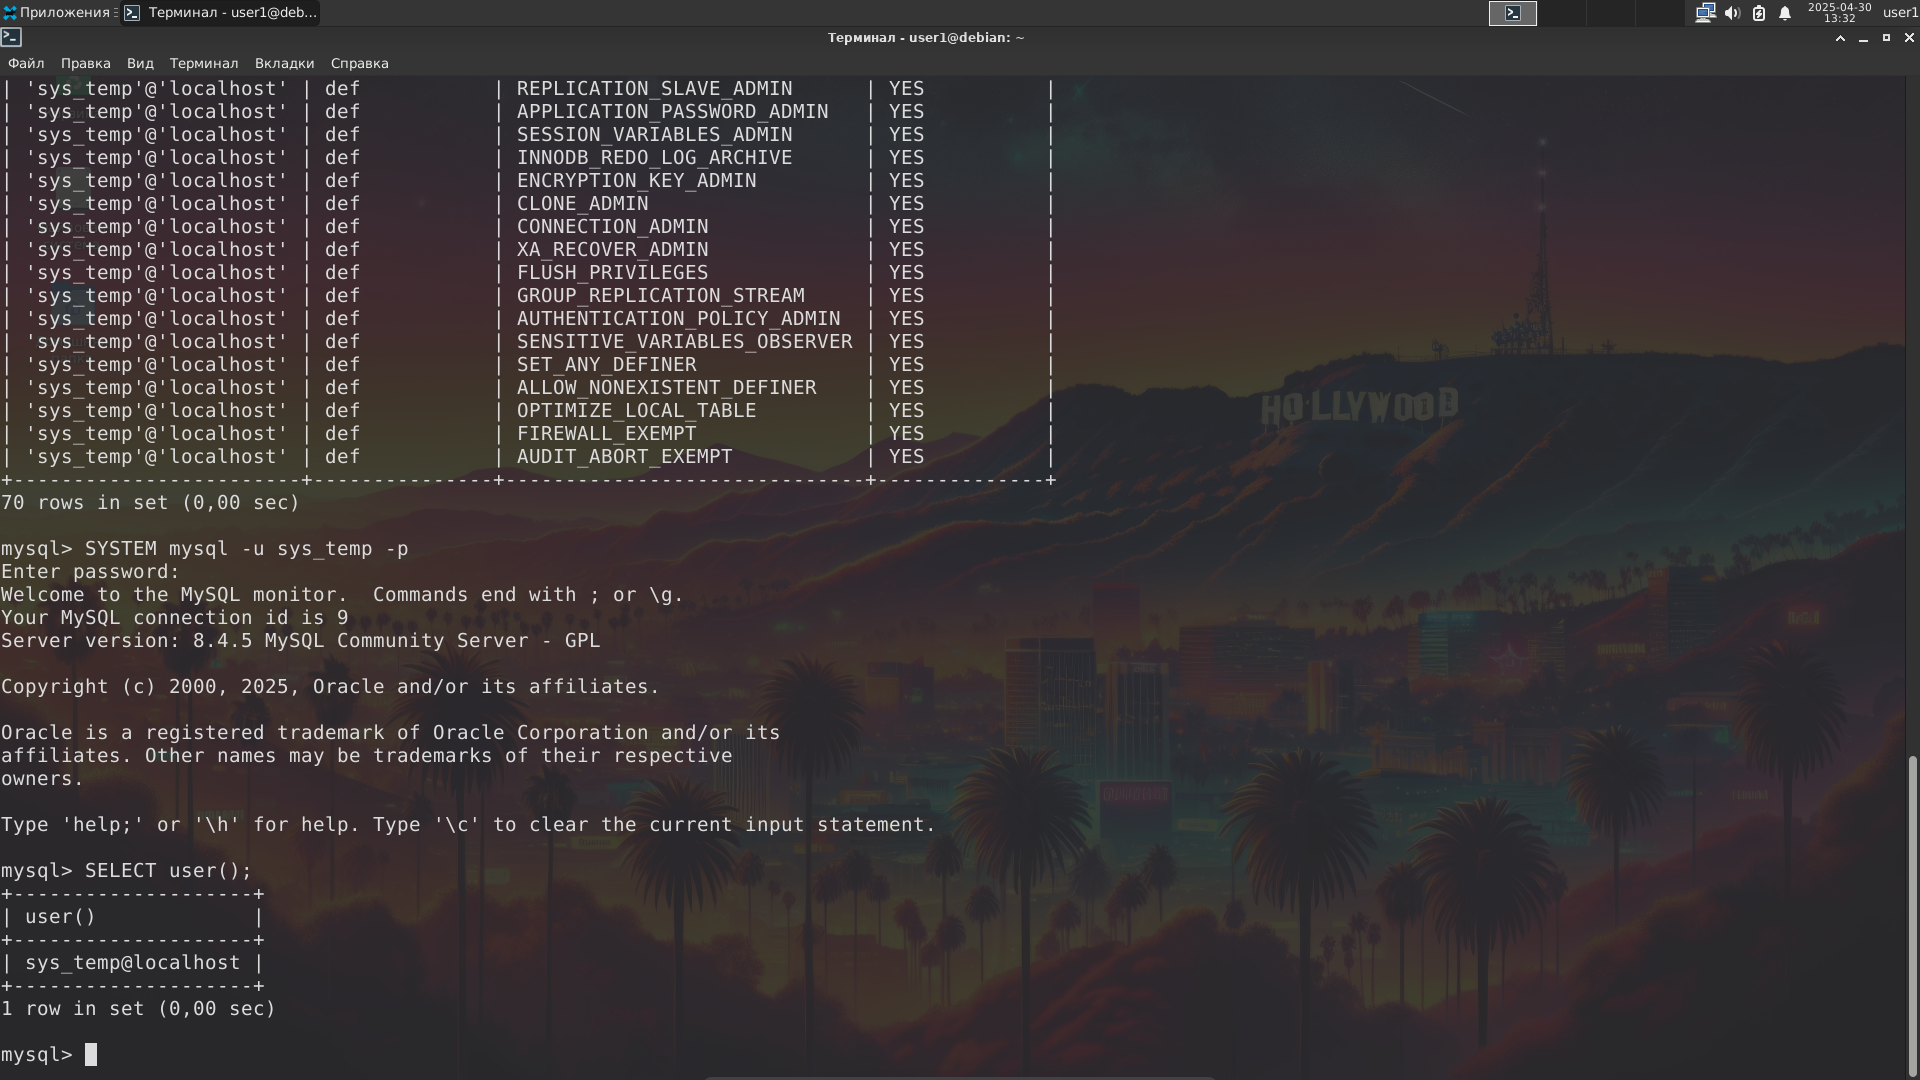 Приложения
Терминал - user1@deb...
2025-04-30
13:32
user1
Терминал - user1@debian: ~
Файл Правка Вид Терминал Вкладки Справка
| 'sys_temp'@'localhost' | def           | REPLICATION_SLAVE_ADMIN      | YES          |
| 'sys_temp'@'localhost' | def           | APPLICATION_PASSWORD_ADMIN   | YES          |
| 'sys_temp'@'localhost' | def           | SESSION_VARIABLES_ADMIN      | YES          |
| 'sys_temp'@'localhost' | def           | INNODB_REDO_LOG_ARCHIVE      | YES          |
| 'sys_temp'@'localhost' | def           | ENCRYPTION_KEY_ADMIN         | YES          |
| 'sys_temp'@'localhost' | def           | CLONE_ADMIN                  | YES          |
| 'sys_temp'@'localhost' | def           | CONNECTION_ADMIN             | YES          |
| 'sys_temp'@'localhost' | def           | XA_RECOVER_ADMIN             | YES          |
| 'sys_temp'@'localhost' | def           | FLUSH_PRIVILEGES             | YES          |
| 'sys_temp'@'localhost' | def           | GROUP_REPLICATION_STREAM     | YES          |
| 'sys_temp'@'localhost' | def           | AUTHENTICATION_POLICY_ADMIN  | YES          |
| 'sys_temp'@'localhost' | def           | SENSITIVE_VARIABLES_OBSERVER | YES          |
| 'sys_temp'@'localhost' | def           | SET_ANY_DEFINER              | YES          |
| 'sys_temp'@'localhost' | def           | ALLOW_NONEXISTENT_DEFINER    | YES          |
| 'sys_temp'@'localhost' | def           | OPTIMIZE_LOCAL_TABLE         | YES          |
| 'sys_temp'@'localhost' | def           | FIREWALL_EXEMPT              | YES          |
| 'sys_temp'@'localhost' | def           | AUDIT_ABORT_EXEMPT           | YES          |
+------------------------+---------------+------------------------------+--------------+
70 rows in set (0,00 sec)
mysql> SYSTEM mysql -u sys_temp -p
Enter password:
Welcome to the MySQL monitor.  Commands end with ; or \g.
Your MySQL connection id is 9
Server version: 8.4.5 MySQL Community Server - GPL
Copyright (c) 2000, 2025, Oracle and/or its affiliates.
Oracle is a registered trademark of Oracle Corporation and/or its
affiliates. Other names may be trademarks of their respective
owners.
Type 'help;' or '\h' for help. Type '\c' to clear the current input statement.
mysql> SELECT user();
+--------------------+
| user()             |
+--------------------+
| sys_temp@localhost |
+--------------------+
1 row in set (0,00 sec)
mysql>
HOLLYWOOD